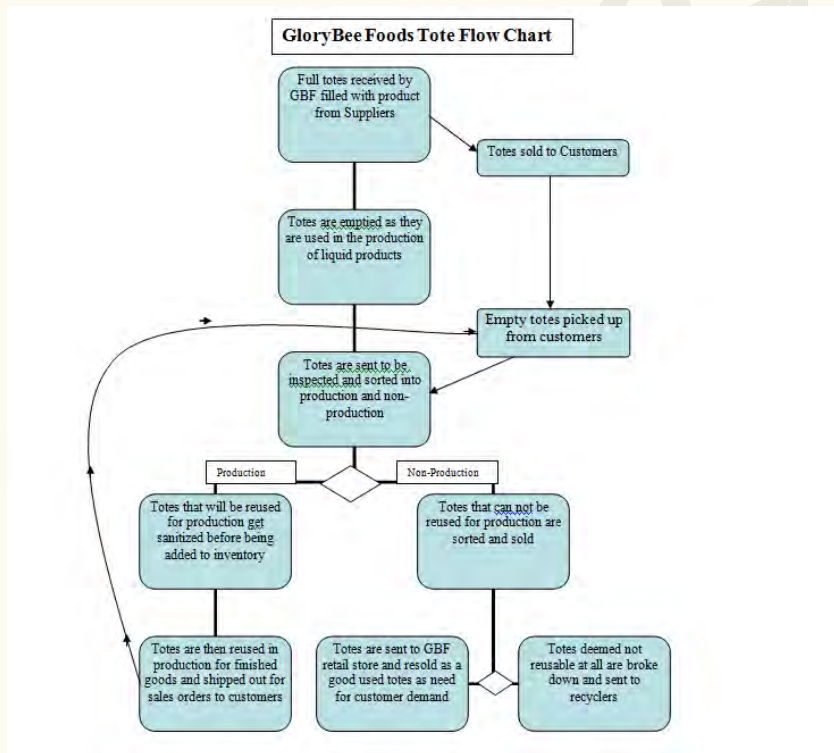 GloryBee Foods Tote Flow Chart
Full totes received by
GBF filled with product
from Suppliers
Totes sold to Customers
Totes are emptied as they
are used in the production
of liquid products
Empty totes picked up
from customers
Totes are sent to be
inspected and sorted into
production and non-
production
Production
Non-Production
Totes that will be reused
for production get
sanitized before being
added to inventory
Totes that can not be
reused for production are
sorted and sold
Totes are then reused in
production for finished
goods and shipped out for
sales orders to customers
Totes are sent to GBF
retail store and resold as a
good used totes as need
for customer demand
Totes deemed not
reusable at all are broke
down and sent to
recyclers